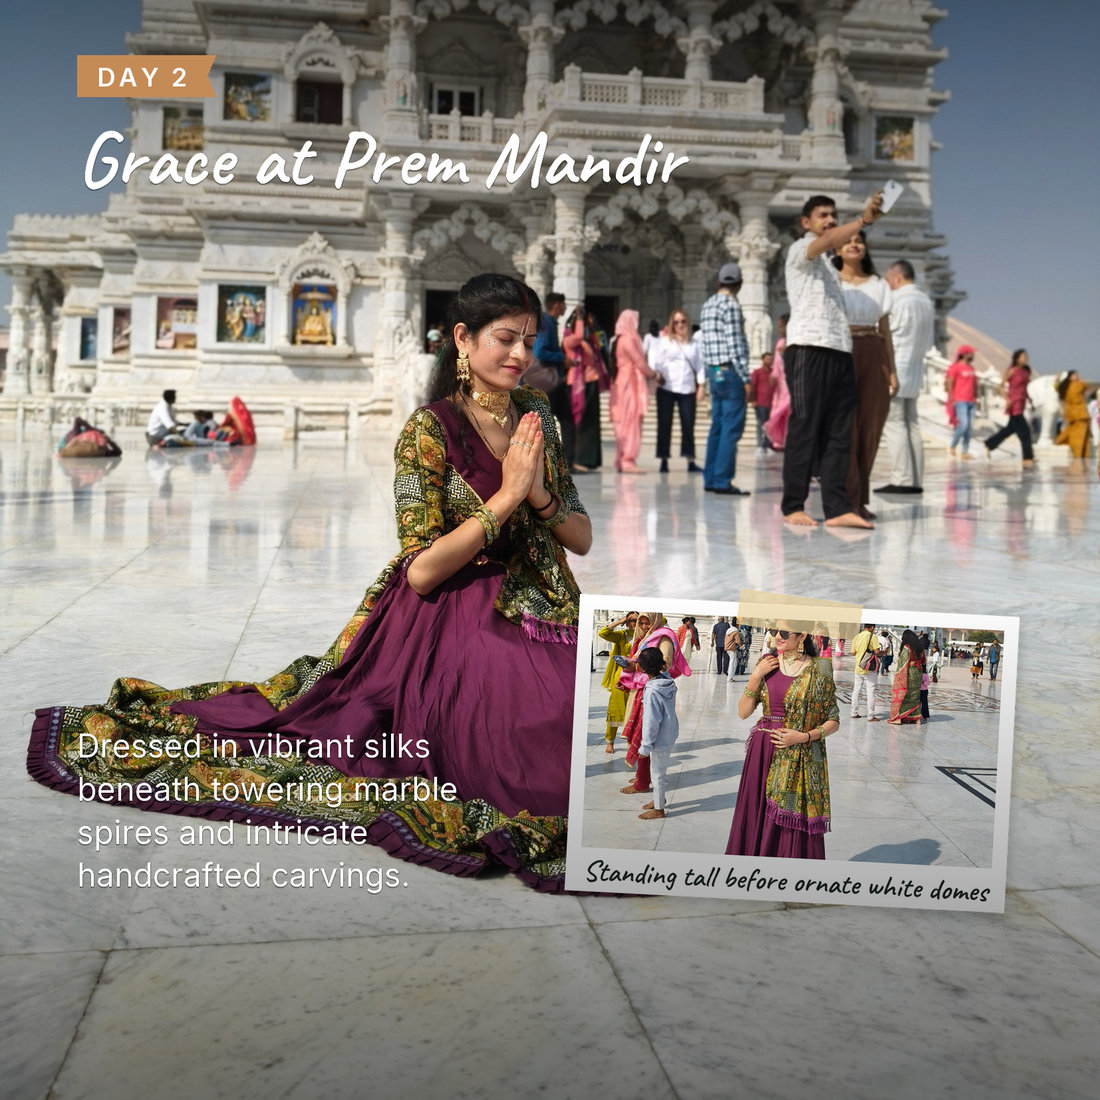 DAY 2
Grace at Prem Mandir
Dressed in vibrant silks
beneath towering marble
spires and intricate
handcrafted carvings.
Standing tall before ornate white domes